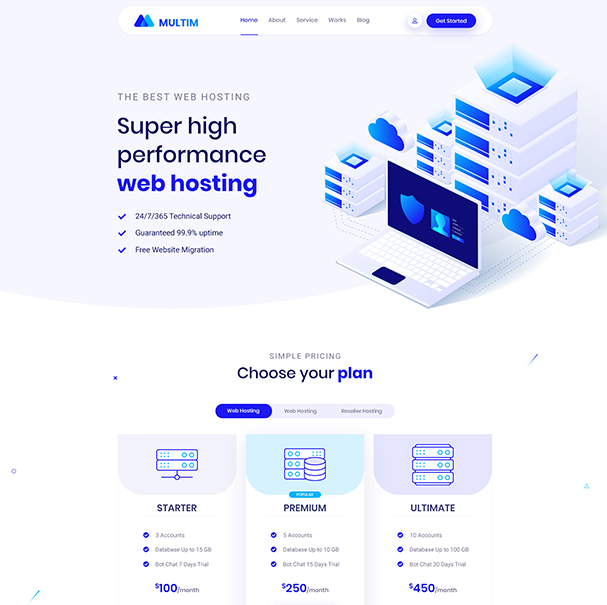 MULTIM
Home About Service Works Blog
Get Started
THE BEST WEB HOSTING
Super high
performance
web hosting
24/7/365 Technical Support
Guaranteed 99.9% uptime
Free Website Migration
SIMPLE PRICING
Choose your plan
Web Hosting Web Hosting Reseller Hosting
POPULAR
STARTER
3 Accounts
Database Up to 15 GB
Bot Chat 7 Days Trial
$100/month
PREMIUM
5 Accounts
Database Up to 10 GB
Bot Chat 15 Days Trial
$250/month
ULTIMATE
10 Accounts
Database Up to 100 GB
Bot Chat 30 Days Trial
$450/month